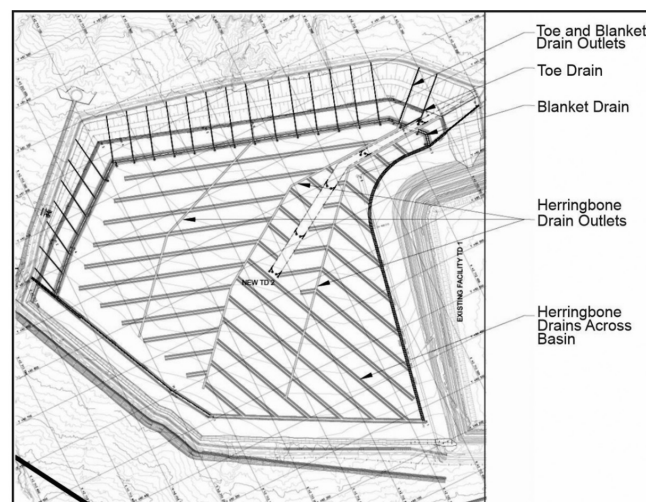 Toe and Blanket
Drain Outlets
Toe Drain
Blanket Drain
Herringbone
Drain Outlets
NEW TD 2
EXISTING FACILITY TD 1
Herringbone
Drains Across
Basin